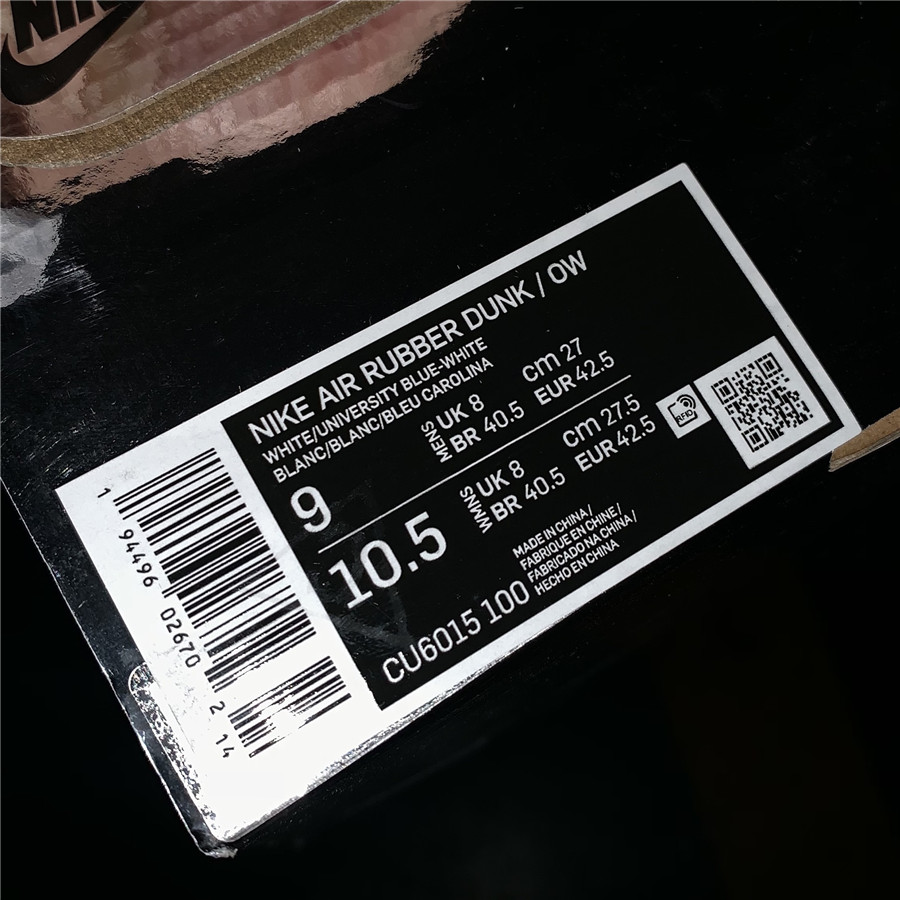 NIKE
NIKE AIR RUBBER DUNK / OW
WHITE/UNIVERSITY BLUE-WHITE
BLANC/BLANC/BLEU CAROLINA
9
MENS
UK 8
cm 27
BR 40.5
EUR 42.5
10.5
WMNS
UK 8
cm 27.5
BR 40.5
EUR 42.5
RFID
CU6015 100
MADE IN CHINA/
FABRIQUE EN CHINE/
FABRICADO NA CHINA/
HECHO EN CHINA
1 94496 02670 2
14